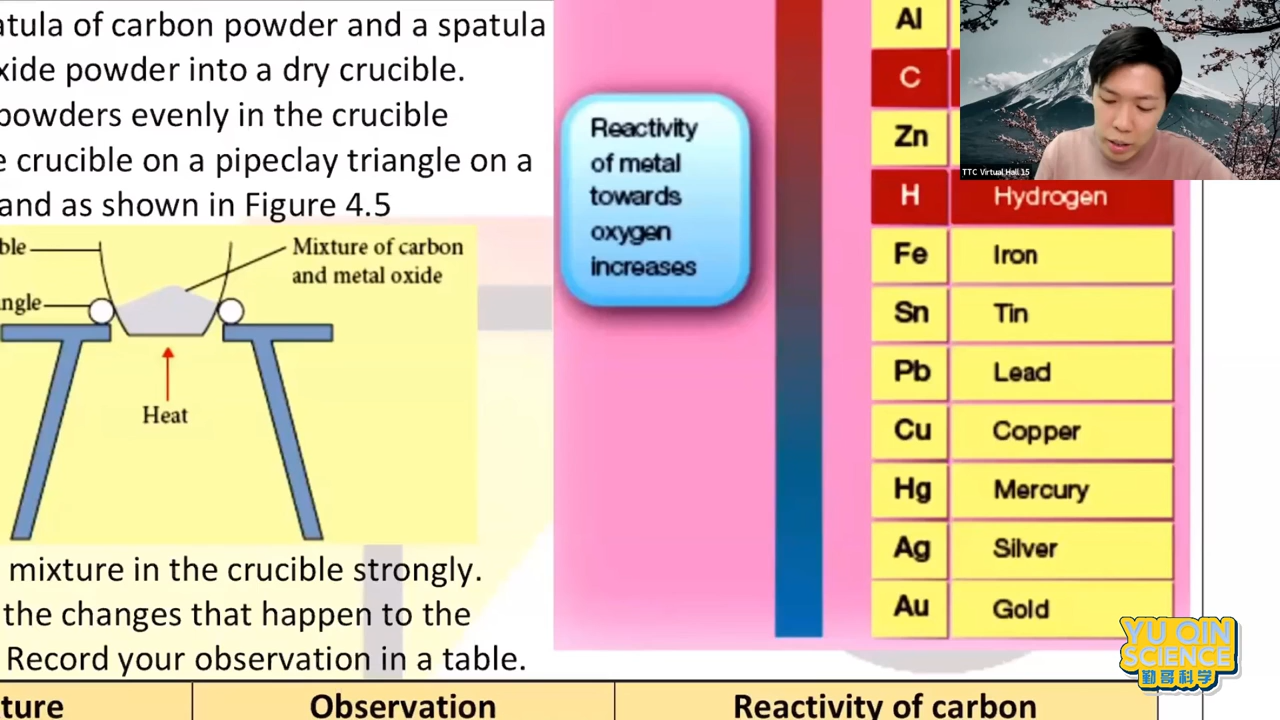 atula of carbon powder and a spatula
xide powder into a dry crucible.
powders evenly in the crucible
e crucible on a pipeclay triangle on a
and as shown in Figure 4.5
ble
Mixture of carbon
and metal oxide
ngle
Heat
mixture in the crucible strongly.
the changes that happen to the
Record your observation in a table.
ture
Observation
Reactivity of carbon
Reactivity
of metal
towards
oxygen
increases
Al
C
Zn
H Hydrogen
Fe Iron
Sn Tin
Pb Lead
Cu Copper
Hg Mercury
Ag Silver
Au Gold
TTC Virtual Hall 15
YU QIN
SCIENCE
勤哥科学